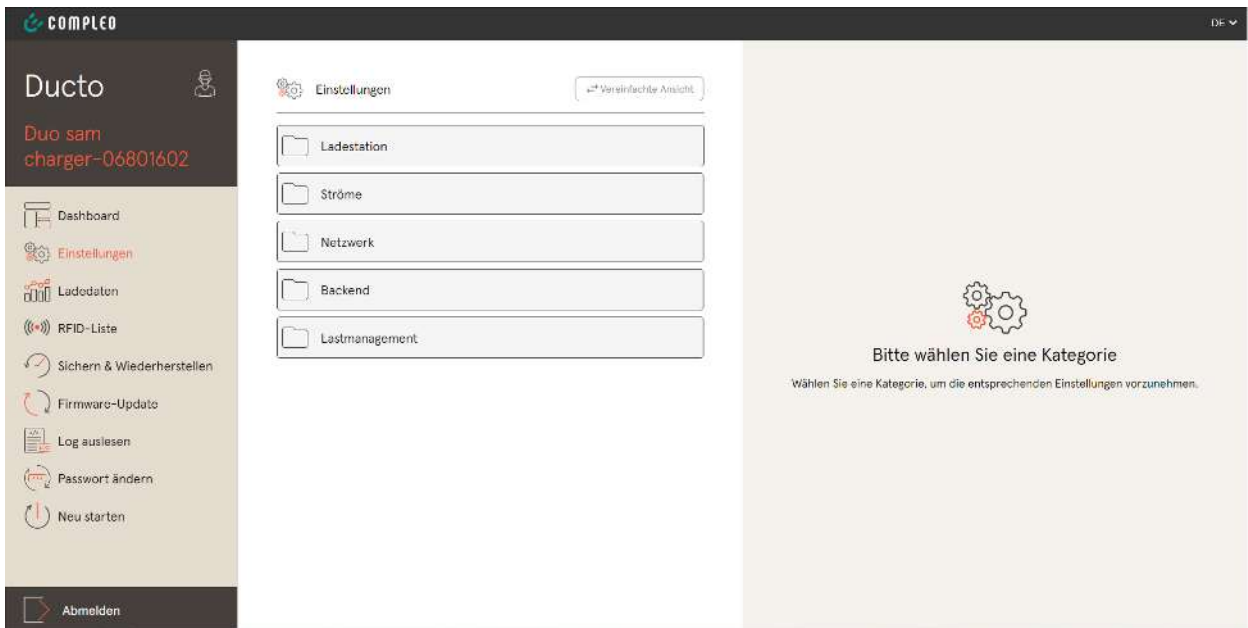 COMPLEO
DE
Ducto
Duo sam
charger-06801602
Dashboard
Einstellungen
Ladedaten
RFID-Liste
Sichern & Wiederherstellen
Firmware-Update
Log auslesen
Passwort ändern
Neu starten
Abmelden
Einstellungen
Vereinfachte Ansicht
Ladestation
Ströme
Netzwerk
Backend
Lastmanagement
Bitte wählen Sie eine Kategorie
Wählen Sie eine Kategorie, um die entsprechenden Einstellungen vorzunehmen.